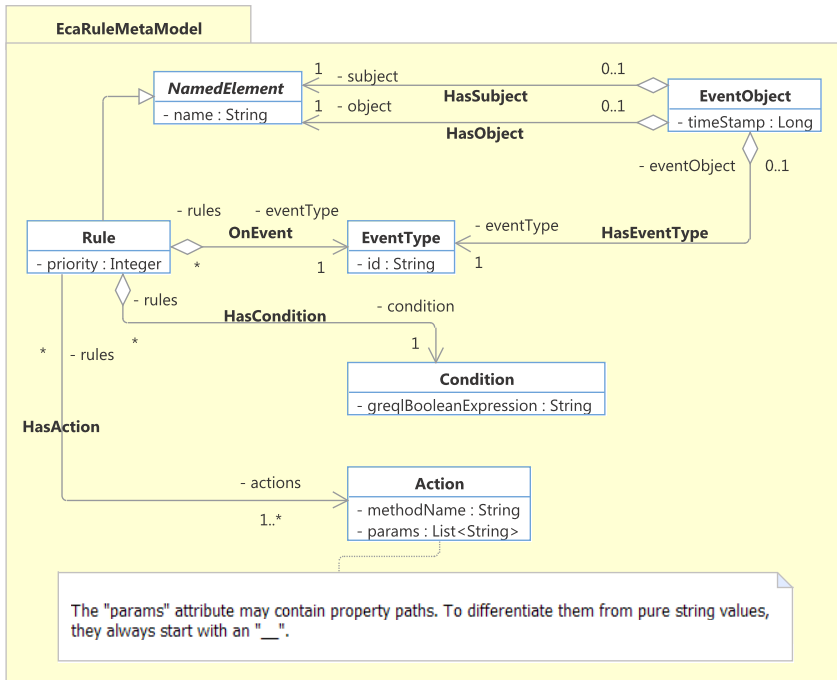 EcaRuleMetaModel
NamedElement
- name : String
1
- subject
HasSubject
0..1
1
- object
HasObject
0..1
EventObject
- timeStamp : Long
- eventObject
0..1
Rule
- priority : Integer
- rules
*
OnEvent
- eventType
1
EventType
- id : String
- eventType
1
HasEventType
- rules
*
HasCondition
- condition
1
Condition
- greqlBooleanExpression : String
*
- rules
HasAction
- actions
1..*
Action
- methodName : String
- params : List<String>
The "params" attribute may contain property paths. To differentiate them from pure string values,
they always start with an "__".